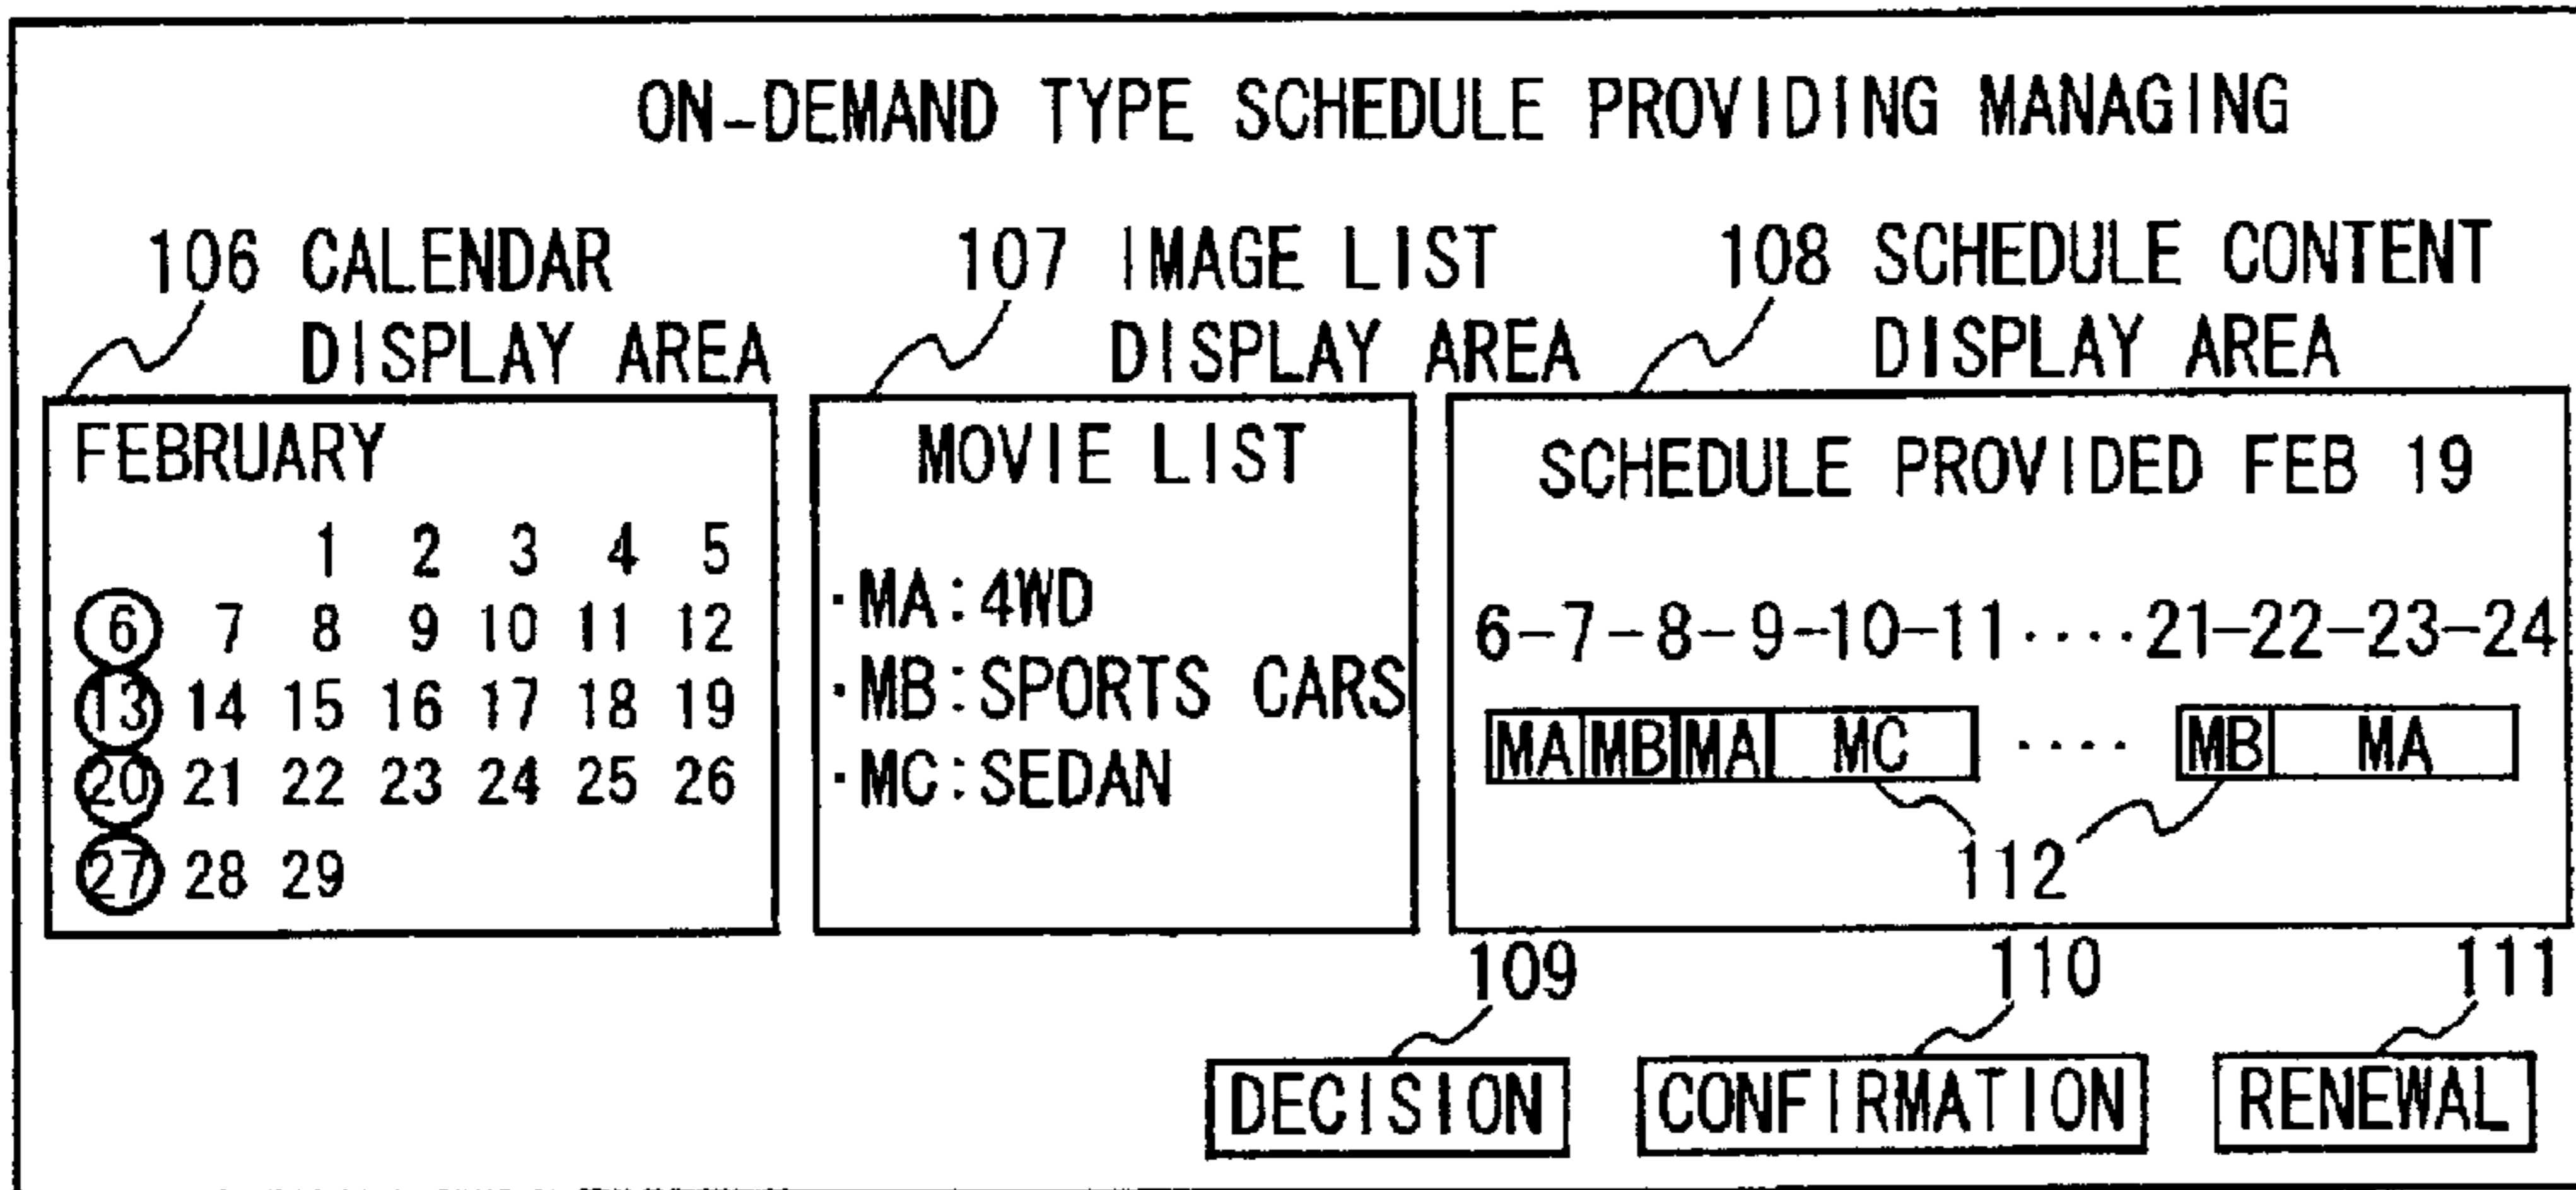 ON-DEMAND TYPE SCHEDULE PROVIDING MANAGING
106 CALENDAR
DISPLAY AREA
107 IMAGE LIST
DISPLAY AREA
108 SCHEDULE CONTENT
DISPLAY AREA
FEBRUARY
1 2 3 4 5
6 7 8 9 10 11 12
13 14 15 16 17 18 19
20 21 22 23 24 25 26
27 28 29
MOVIE LIST
·MA:4WD
·MB:SPORTS CARS
·MC:SEDAN
SCHEDULE PROVIDED FEB 19
6-7-8-9-10-11····21-22-23-24
MA MB MA MC ···· MB MA
112
109
110
111
DECISION
CONFIRMATION
RENEWAL